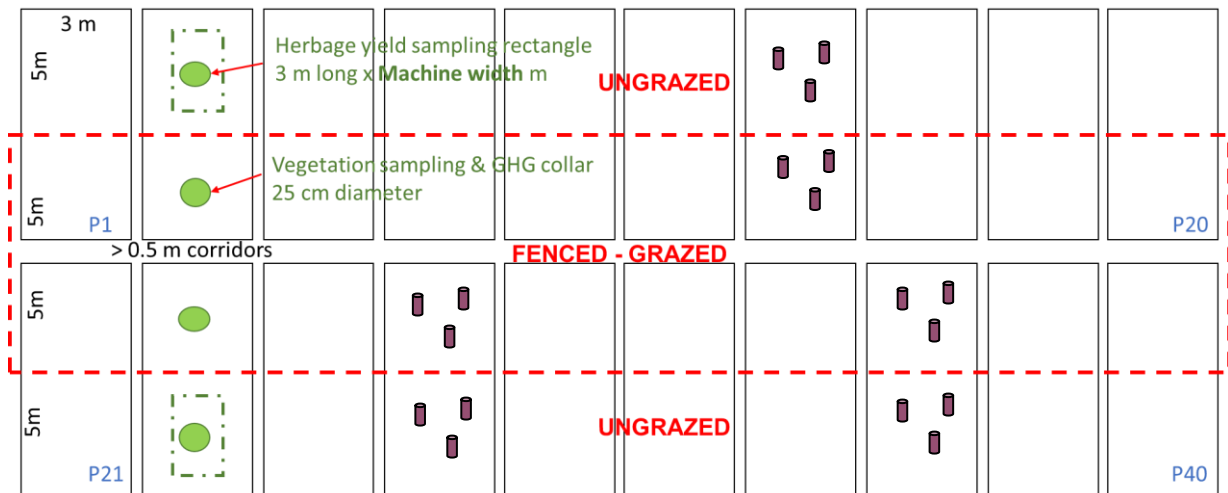 3 m
5m
Herbage yield sampling rectangle
3 m long x Machine width m
UNGRAZED
5m
P1
Vegetation sampling & GHG collar
25 cm diameter
P20
> 0.5 m corridors
FENCED - GRAZED
5m
5m
UNGRAZED
P21
P40